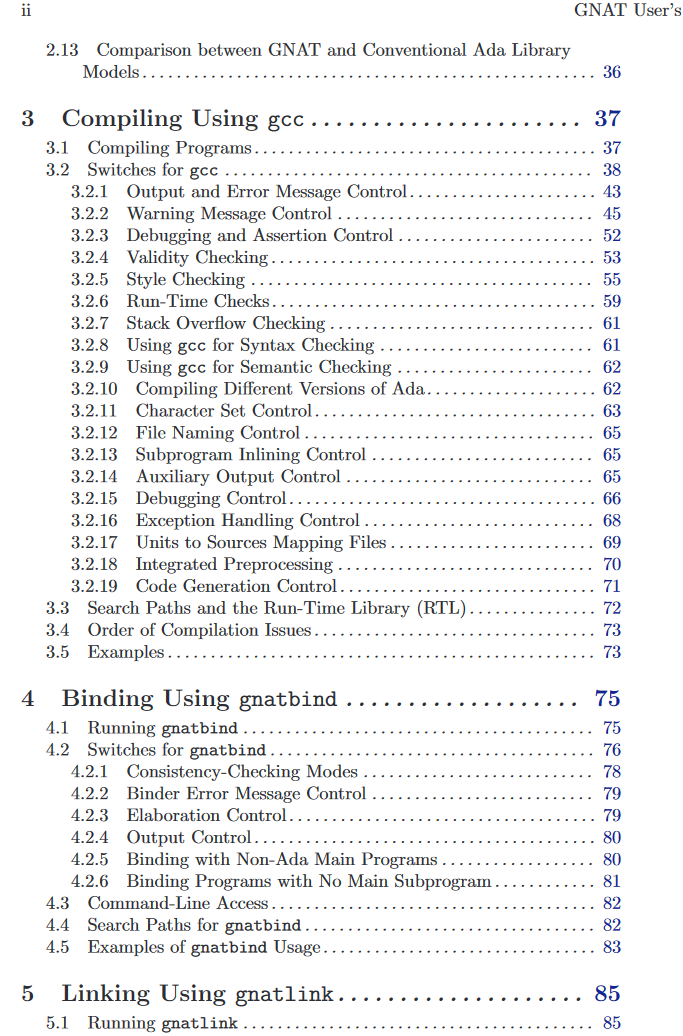 ii GNAT User's
2.13 Comparison between GNAT and Conventional Ada Library
Models.................................................... 36
3 Compiling Using gcc...................... 37
3.1 Compiling Programs....................................... 37
3.2 Switches for gcc .......................................... 38
3.2.1 Output and Error Message Control..................... 43
3.2.2 Warning Message Control ............................. 45
3.2.3 Debugging and Assertion Control ...................... 52
3.2.4 Validity Checking..................................... 53
3.2.5 Style Checking ....................................... 55
3.2.6 Run-Time Checks..................................... 59
3.2.7 Stack Overflow Checking .............................. 61
3.2.8 Using gcc for Syntax Checking ........................ 61
3.2.9 Using gcc for Semantic Checking ...................... 62
3.2.10 Compiling Different Versions of Ada................... 62
3.2.11 Character Set Control................................ 63
3.2.12 File Naming Control ................................. 65
3.2.13 Subprogram Inlining Control ......................... 65
3.2.14 Auxiliary Output Control ............................ 65
3.2.15 Debugging Control................................... 66
3.2.16 Exception Handling Control .......................... 68
3.2.17 Units to Sources Mapping Files ....................... 69
3.2.18 Integrated Preprocessing ............................. 70
3.2.19 Code Generation Control............................. 71
3.3 Search Paths and the Run-Time Library (RTL)............... 72
3.4 Order of Compilation Issues................................ 73
3.5 Examples................................................. 73
4 Binding Using gnatbind ................... 75
4.1 Running gnatbind ........................................ 75
4.2 Switches for gnatbind..................................... 76
4.2.1 Consistency-Checking Modes .......................... 78
4.2.2 Binder Error Message Control ......................... 79
4.2.3 Elaboration Control................................... 79
4.2.4 Output Control....................................... 80
4.2.5 Binding with Non-Ada Main Programs ................. 80
4.2.6 Binding Programs with No Main Subprogram............ 81
4.3 Command-Line Access..................................... 82
4.4 Search Paths for gnatbind................................. 82
4.5 Examples of gnatbind Usage............................... 83
5 Linking Using gnatlink.................... 85
5.1 Running gnatlink ........................................ 85